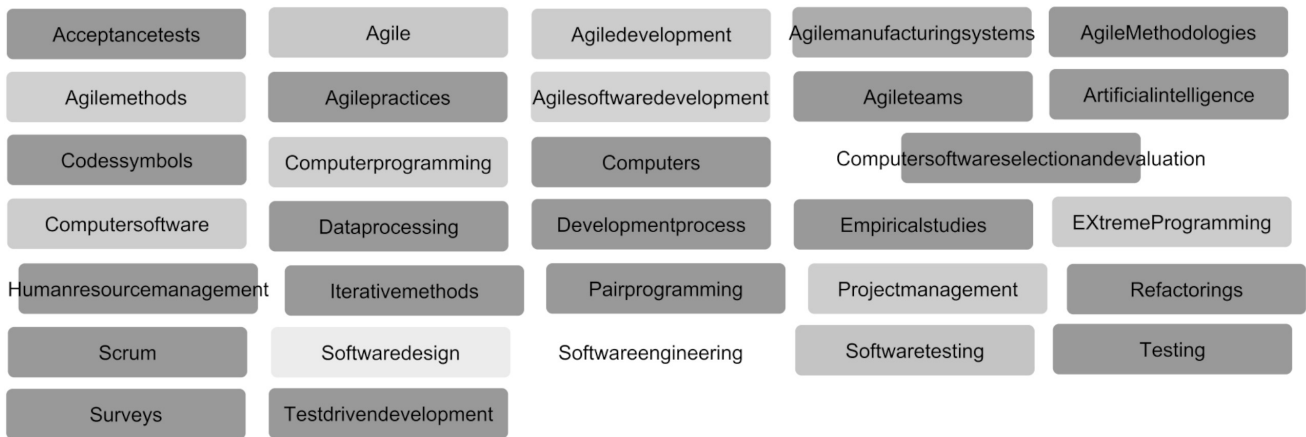 Acceptancetests Agile Agiledevelopment Agilemanufacturingsystems AgileMethodologies
Agilemethods Agilepractices Agilesoftwaredevelopment Agileteams Artificialintelligence
Codessymbols Computerprogramming Computers Computersoftwareselectionandevaluation
Computersoftware Dataprocessing Developmentprocess Empiricalstudies EXtremeProgramming
Humanresourcemanagement Iterativemethods Pairprogramming Projectmanagement Refactorings
Scrum Softwaredesign Softwareengineering Softwaretesting Testing
Surveys Testdrivendevelopment